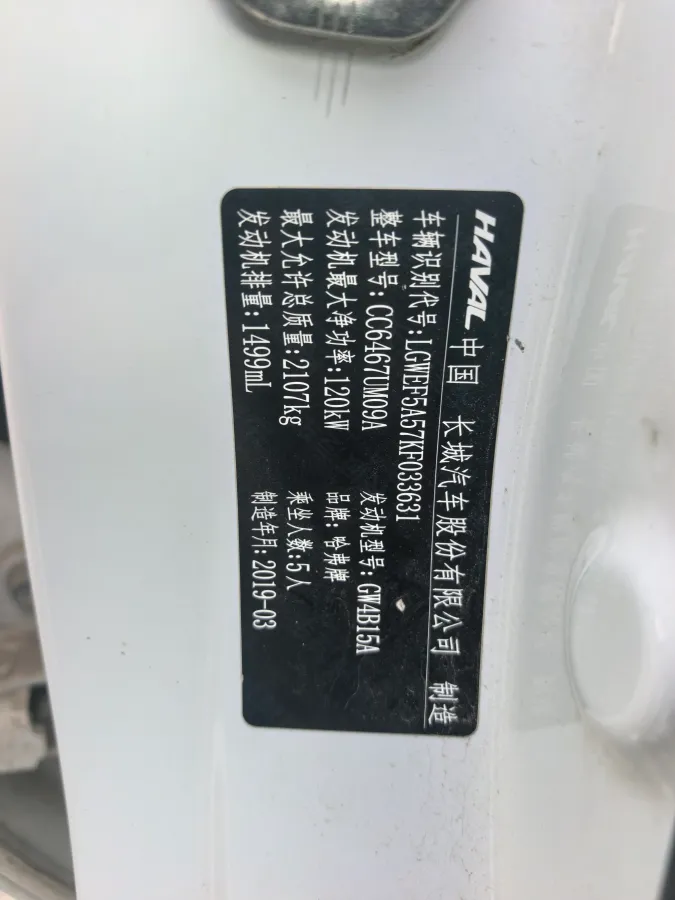 HAVAL 中国 长城汽车股份有限公司 制造
车辆识别代号:LGWEF5A57KF033631
整车型号:CC6467UM09A 发动机型号:GW4B15A
发动机最大净功率:120kW 品牌:哈弗牌
最大允许总质量:2107kg 乘坐人数:5人
发动机排量:1499mL 制造年月:2019-03